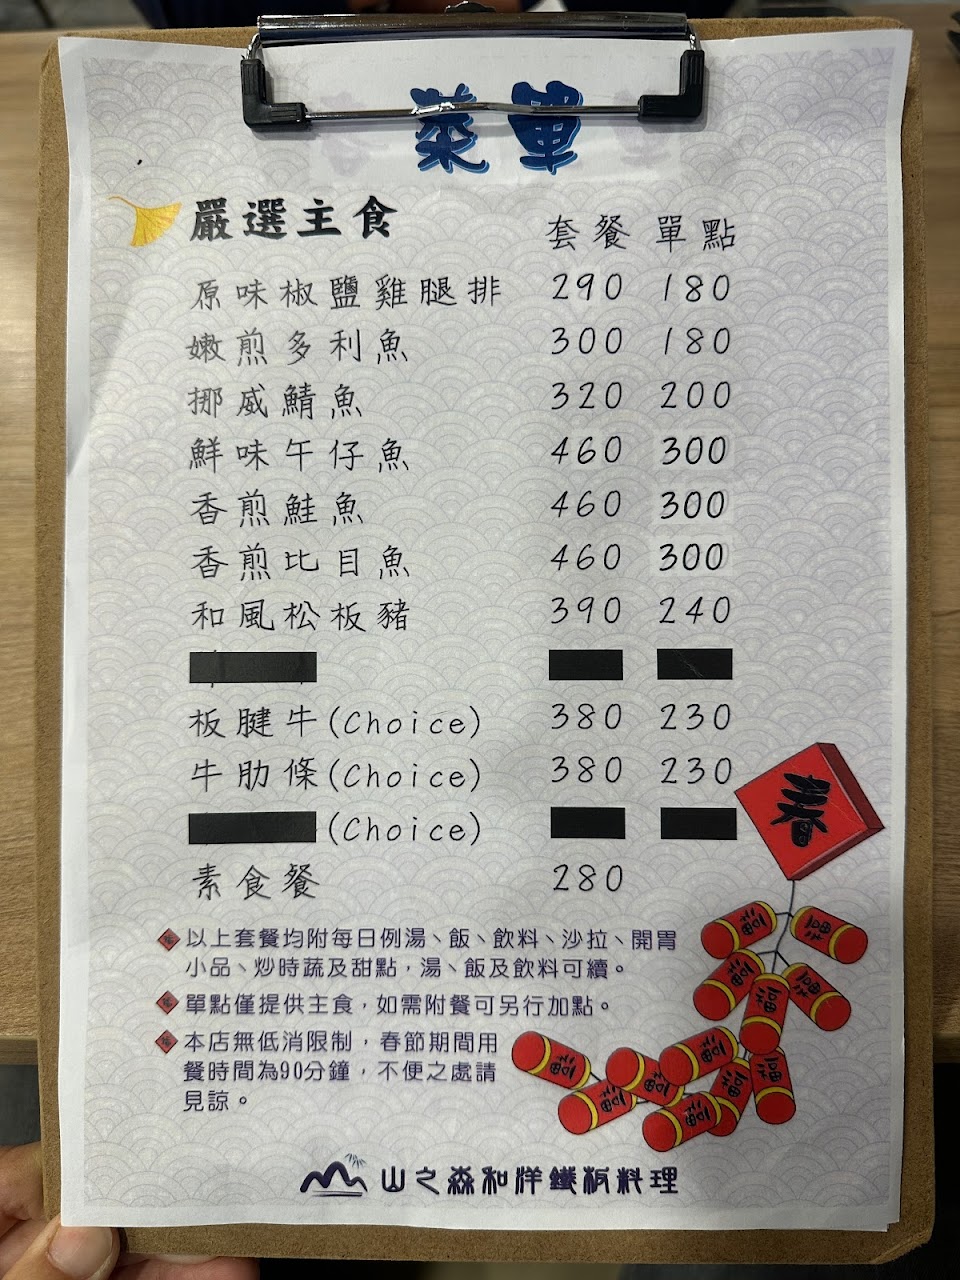 菜單
嚴選主食 套餐 單點
原味椒鹽雞腿排 290 180
嫩煎多利魚 300 180
挪威鯖魚 320 200
鮮味午仔魚 460 300
香煎鮭魚 460 300
香煎比目魚 460 300
和風松板豬 390 240
板腱牛(Choice) 380 230
牛肋條(Choice) 380 230
(Choice)
素食餐 280
春
以上套餐均附每日例湯、飯、飲料、沙拉、開胃
小品、炒時蔬及甜點，湯、飯及飲料可續。
單點僅提供主食，如需附餐可另行加點。
本店無低消限制，春節期間用
餐時間為90分鐘，不便之處請
見諒。
山之淼和洋鐵板料理